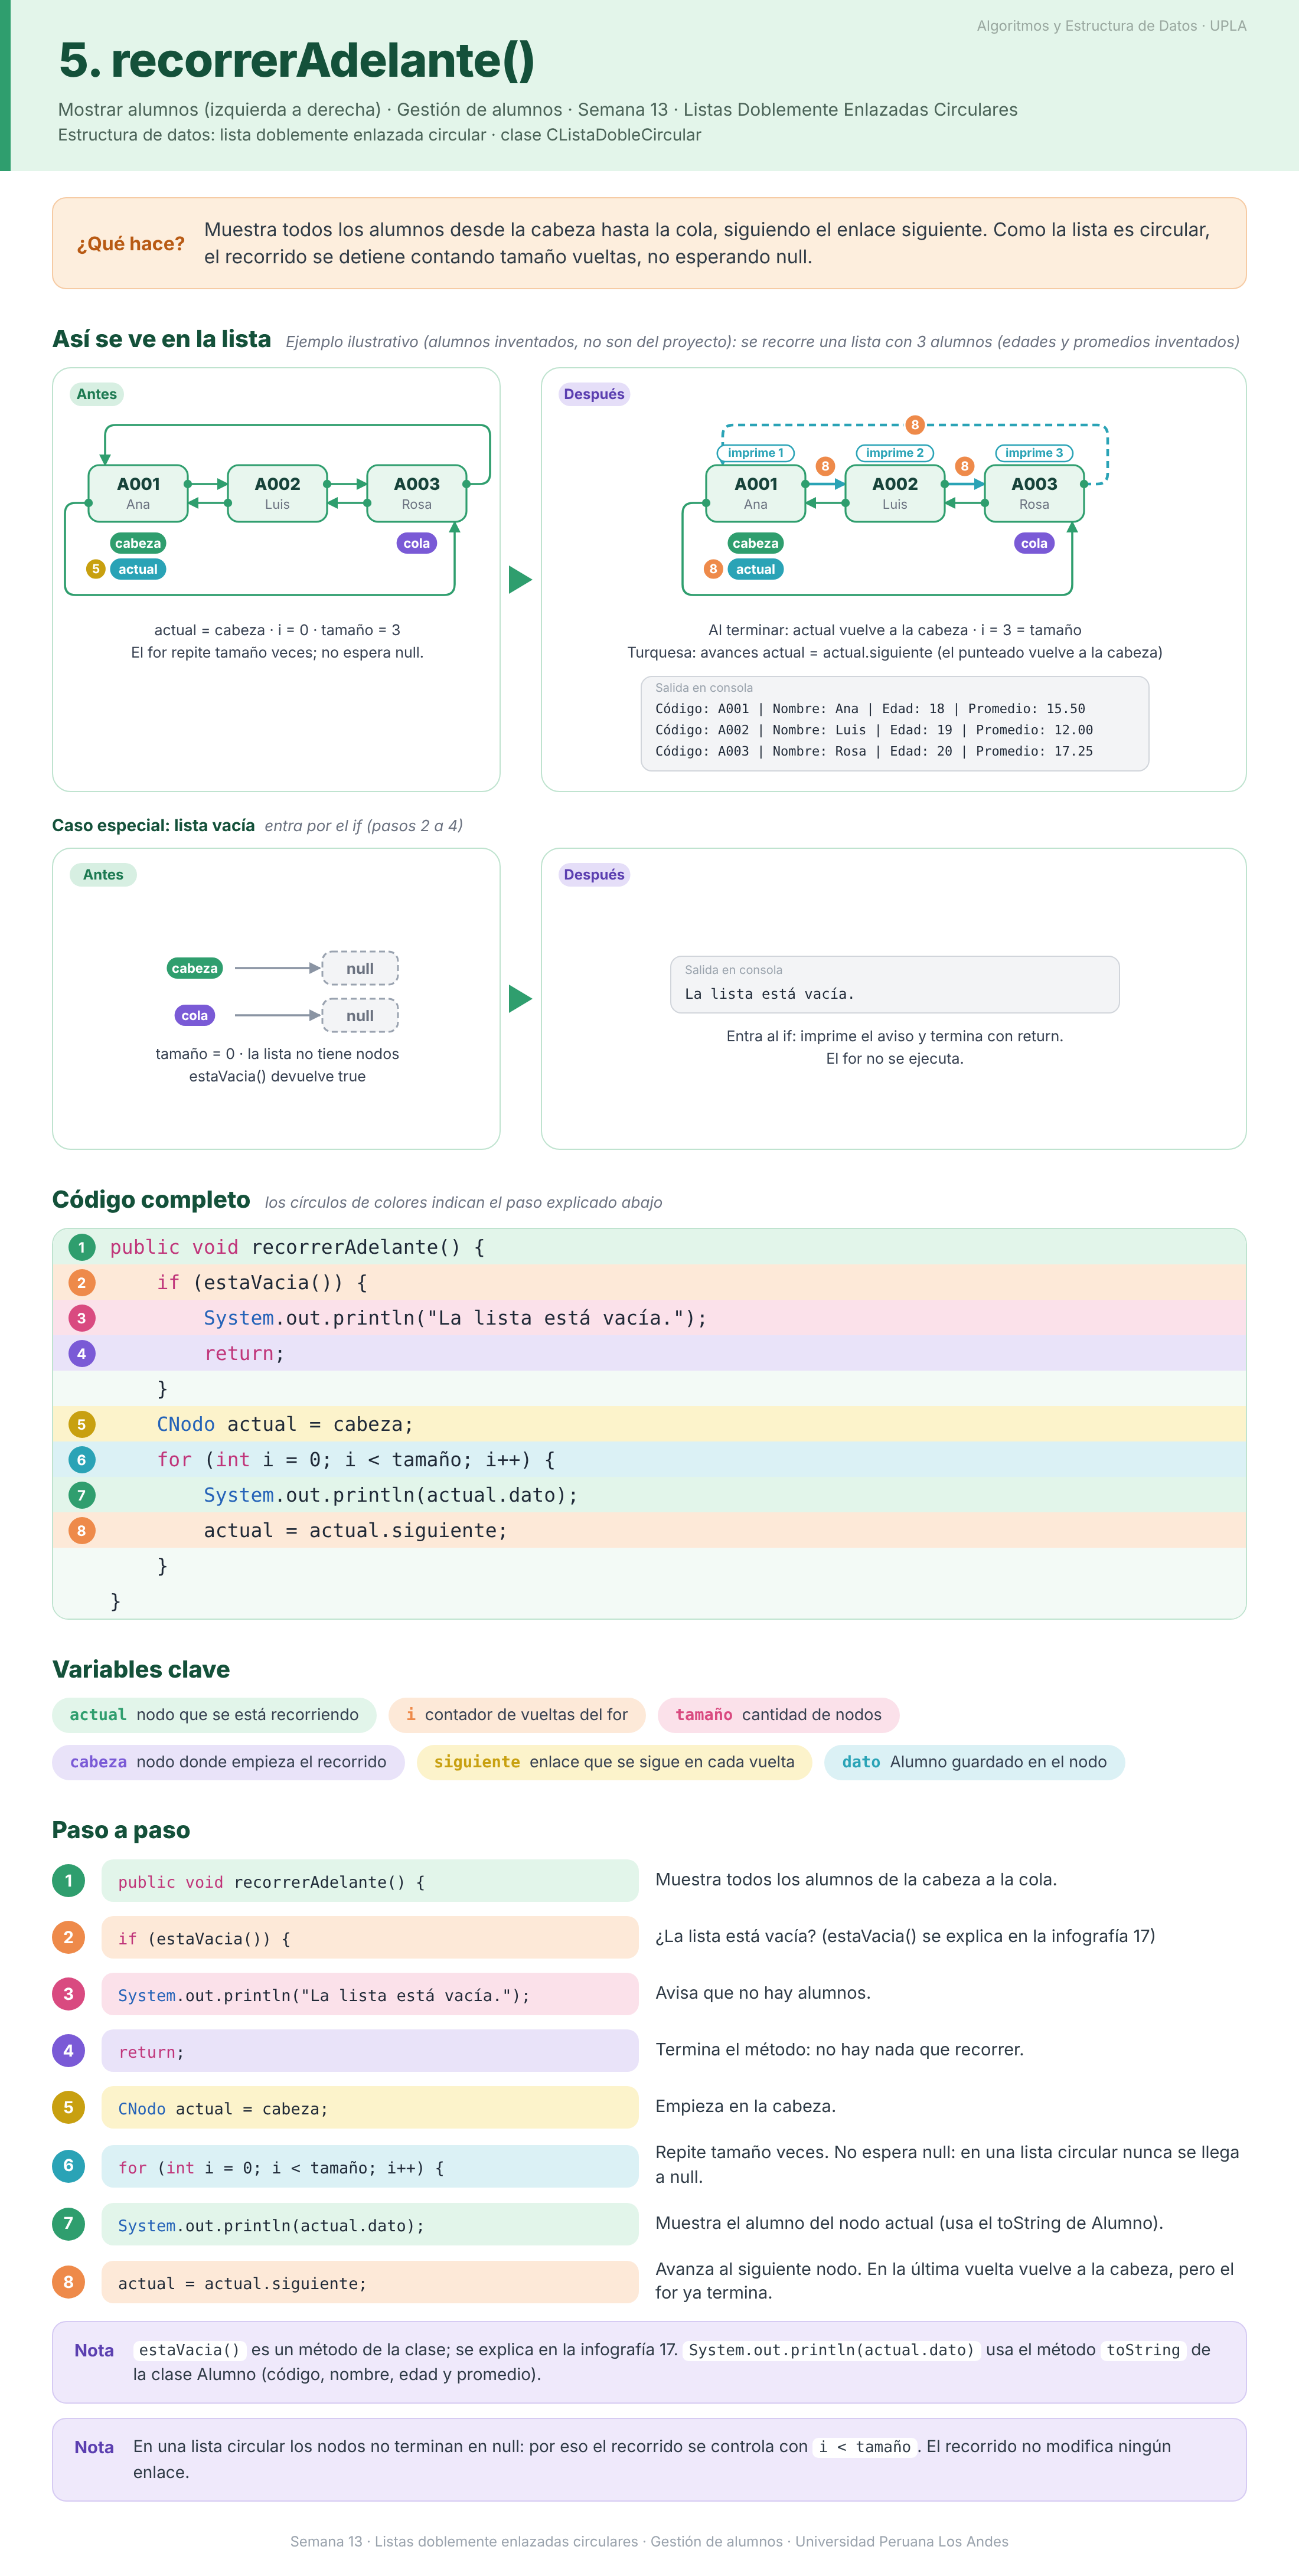 Algoritmos y Estructura de Datos · UPLA
5. recorrerAdelante()
Mostrar alumnos (izquierda a derecha) · Gestión de alumnos · Semana 13 · Listas Doblemente Enlazadas Circulares
Estructura de datos: lista doblemente enlazada circular · clase CListaDobleCircular
¿Qué hace?
Muestra todos los alumnos desde la cabeza hasta la cola, siguiendo el enlace siguiente. Como la lista es circular,
el recorrido se detiene contando tamaño vueltas, no esperando null.
Así se ve en la lista Ejemplo ilustrativo (alumnos inventados, no son del proyecto): se recorre una lista con 3 alumnos (edades y promedios inventados)
Antes
A001 A002 A003
Ana Luis Rosa
cabeza cola
5 actual
actual = cabeza · i = 0 · tamaño = 3
El for repite tamaño veces; no espera null.
Después
8
imprime 1 imprime 2 imprime 3
8 8
A001 A002 A003
Ana Luis Rosa
cabeza cola
8 actual
Al terminar: actual vuelve a la cabeza · i = 3 = tamaño
Turquesa: avances actual = actual.siguiente (el punteado vuelve a la cabeza)
Salida en consola
Código: A001 | Nombre: Ana | Edad: 18 | Promedio: 15.50
Código: A002 | Nombre: Luis | Edad: 19 | Promedio: 12.00
Código: A003 | Nombre: Rosa | Edad: 20 | Promedio: 17.25
Caso especial: lista vacía entra por el if (pasos 2 a 4)
Antes
cabeza null
cola null
tamaño = 0 · la lista no tiene nodos
estaVacia() devuelve true
Después
Salida en consola
La lista está vacía.
Entra al if: imprime el aviso y termina con return.
El for no se ejecuta.
Código completo los círculos de colores indican el paso explicado abajo
1 public void recorrerAdelante() {
2 if (estaVacia()) {
3 System.out.println("La lista está vacía.");
4 return;
}
5 CNodo actual = cabeza;
6 for (int i = 0; i < tamaño; i++) {
7 System.out.println(actual.dato);
8 actual = actual.siguiente;
}
}
Variables clave
actual nodo que se está recorriendo i contador de vueltas del for tamaño cantidad de nodos
cabeza nodo donde empieza el recorrido siguiente enlace que se sigue en cada vuelta dato Alumno guardado en el nodo
Paso a paso
1 public void recorrerAdelante() { Muestra todos los alumnos de la cabeza a la cola.
2 if (estaVacia()) { ¿La lista está vacía? (estaVacia() se explica en la infografía 17)
3 System.out.println("La lista está vacía."); Avisa que no hay alumnos.
4 return; Termina el método: no hay nada que recorrer.
5 CNodo actual = cabeza; Empieza en la cabeza.
6 for (int i = 0; i < tamaño; i++) { Repite tamaño veces. No espera null: en una lista circular nunca se llega
a null.
7 System.out.println(actual.dato); Muestra el alumno del nodo actual (usa el toString de Alumno).
8 actual = actual.siguiente; Avanza al siguiente nodo. En la última vuelta vuelve a la cabeza, pero el
for ya termina.
Nota estaVacia() es un método de la clase; se explica en la infografía 17. System.out.println(actual.dato) usa el método toString de
la clase Alumno (código, nombre, edad y promedio).
Nota En una lista circular los nodos no terminan en null: por eso el recorrido se controla con i < tamaño. El recorrido no modifica ningún
enlace.
Semana 13 · Listas doblemente enlazadas circulares · Gestión de alumnos · Universidad Peruana Los Andes